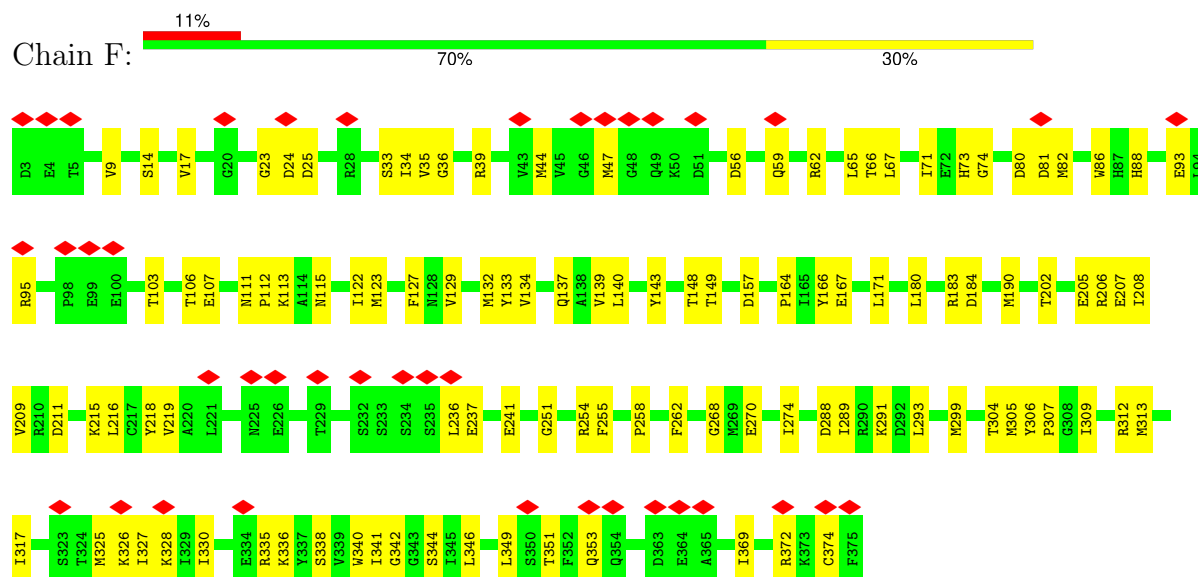 11%
Chain F:
70% 30%
D3 E4 T5 V9 S14 V17 G20 G23 D24 D25 R28 S33 I34 V35 G36 R39 V43 M44 V45 G46 M47 G48 Q49 K50 D51 D56 Q59 R62 L65 T66 L67 I71 E72 H73 G74 D80 D81 M82 W86 H87 H88 E93 L94
R95 P98 E99 E100 T103 T106 E107 N111 P112 K113 A114 N115 I122 M123 F127 N128 V129 M132 Y133 V134 Q137 A138 V139 L140 Y143 T148 T149 D157 P164 I165 Y166 E167 L171 L180 R183 D184 M190 T202 E205 R206 E207 I208
V209 R210 D211 K215 L216 C217 Y218 V219 A220 L221 N225 E226 T229 S232 S233 S234 S235 L236 E237 E241 G251 R254 F255 P258 F262 G268 M269 E270 I274 D288 I289 R290 K291 D292 L293 M299 T304 M305 Y306 P307 G308 I309 R312 M313
I317 S323 T324 M325 K326 I327 K328 I329 I330 E334 R335 K336 Y337 S338 V339 W340 I341 G342 G343 S344 I345 L346 L349 S350 T351 F352 Q353 Q354 D363 E364 A365 I369 R372 K373 C374 F375